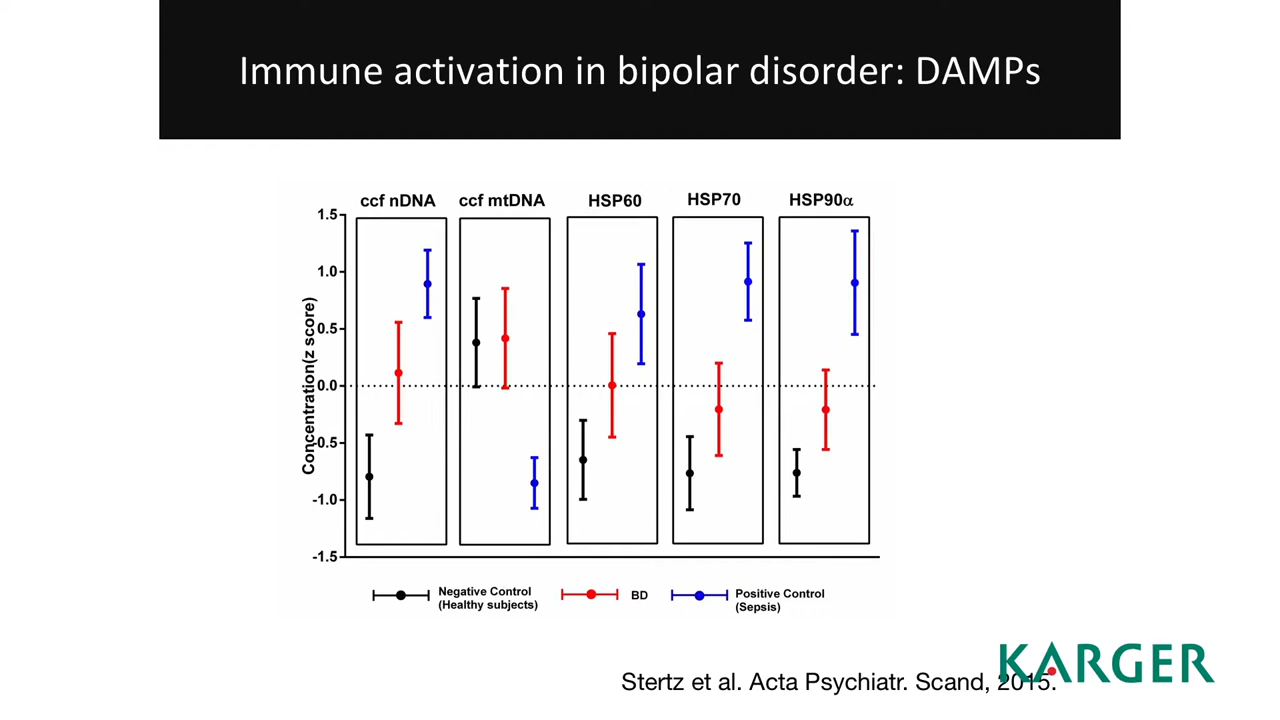 Immune activation in bipolar disorder: DAMPs
ccf nDNA ccf mtDNA HSP60 HSP70 HSP90α
Concentration(z score)
1.5
1.0
0.5
0.0
-0.5
-1.0
-1.5
Negative Control
(Healthy subjects)
BD
Positive Control
(Sepsis)
Stertz et al. Acta Psychiatr. Scand, 2015.
KARGER